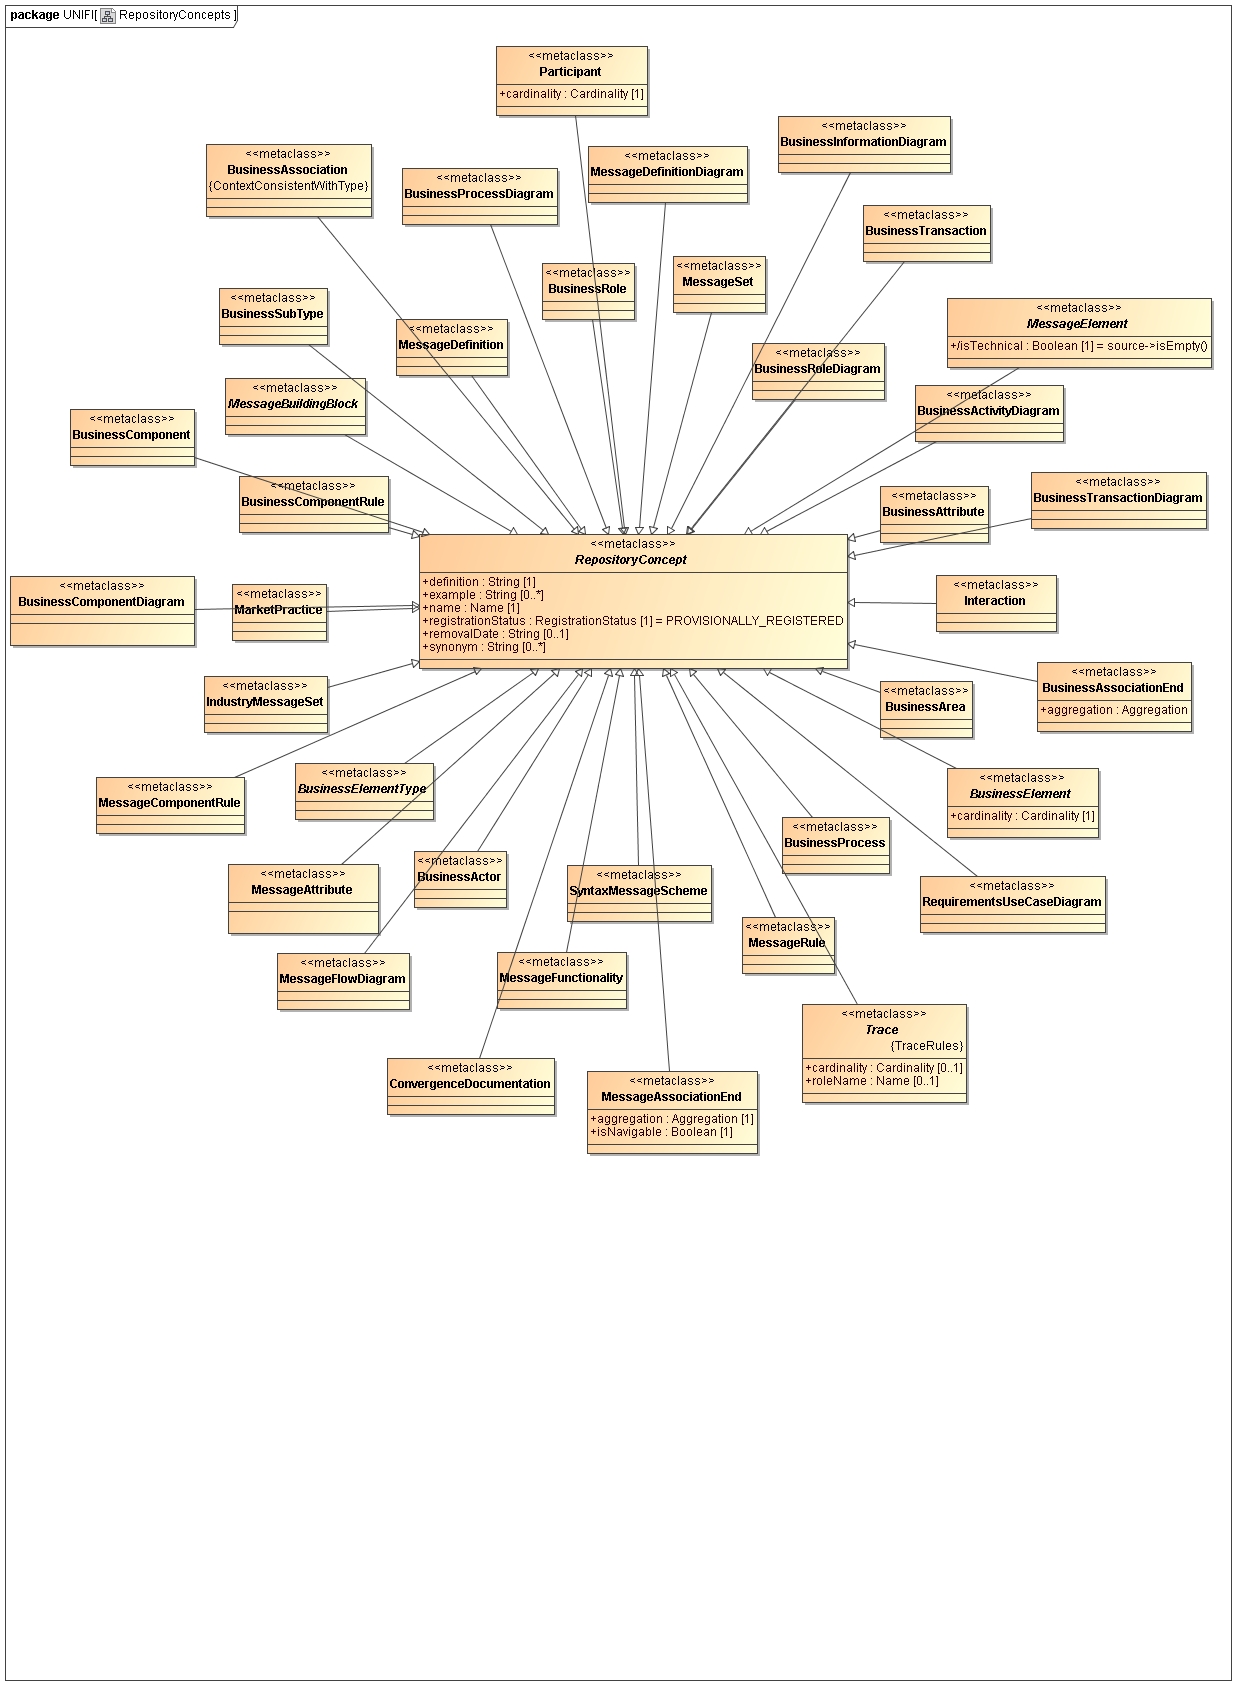 package UNIFI[ RepositoryConcepts ]
<<metaclass>>
Participant
+cardinality : Cardinality [1]
<<metaclass>>
BusinessInformationDiagram
<<metaclass>>
BusinessAssociation
{ContextConsistentWithType}
<<metaclass>>
MessageDefinitionDiagram
<<metaclass>>
BusinessProcessDiagram
<<metaclass>>
BusinessTransaction
<<metaclass>>
MessageSet
<<metaclass>>
BusinessRole
<<metaclass>>
BusinessSubType
<<metaclass>>
MessageElement
+/isTechnical : Boolean [1] = source->isEmpty()
<<metaclass>>
MessageDefinition
<<metaclass>>
BusinessRoleDiagram
<<metaclass>>
MessageBuildingBlock
<<metaclass>>
BusinessActivityDiagram
<<metaclass>>
BusinessComponent
<<metaclass>>
BusinessComponentRule
<<metaclass>>
BusinessTransactionDiagram
<<metaclass>>
BusinessAttribute
<<metaclass>>
RepositoryConcept
+definition : String [1]
+example : String [0..*]
+name : Name [1]
+registrationStatus : RegistrationStatus [1] = PROVISIONALLY_REGISTERED
+removalDate : String [0..1]
+synonym : String [0..*]
<<metaclass>>
BusinessComponentDiagram
<<metaclass>>
MarketPractice
<<metaclass>>
Interaction
<<metaclass>>
IndustryMessageSet
<<metaclass>>
BusinessAssociationEnd
+aggregation : Aggregation
<<metaclass>>
BusinessArea
<<metaclass>>
MessageComponentRule
<<metaclass>>
BusinessElementType
<<metaclass>>
BusinessElement
+cardinality : Cardinality [1]
<<metaclass>>
BusinessProcess
<<metaclass>>
MessageAttribute
<<metaclass>>
BusinessActor
<<metaclass>>
SyntaxMessageScheme
<<metaclass>>
RequirementsUseCaseDiagram
<<metaclass>>
MessageRule
<<metaclass>>
MessageFlowDiagram
<<metaclass>>
MessageFunctionality
<<metaclass>>
Trace
{TraceRules}
+cardinality : Cardinality [0..1]
+roleName : Name [0..1]
<<metaclass>>
ConvergenceDocumentation
<<metaclass>>
MessageAssociationEnd
+aggregation : Aggregation [1]
+isNavigable : Boolean [1]